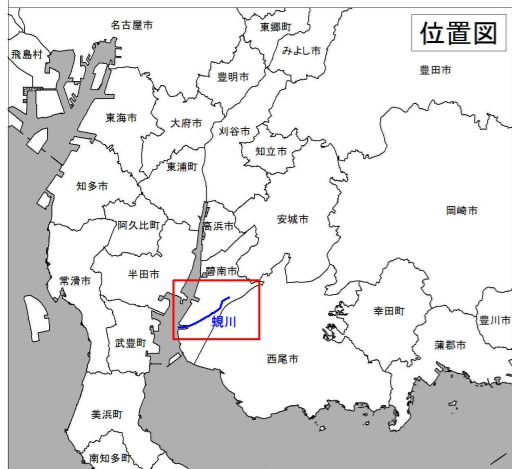 位置図
名古屋市
東郷町
みよし市
飛島村
豊明市
豊田市
東海市
大府市
刈谷市
知立市
東浦町
知多市
岡崎市
阿久比町
高浜市
安城市
半田市
碧南市
常滑市
蜆川
幸田町
豊川市
武豊町
蒲郡市
西尾市
美浜町
南知多町